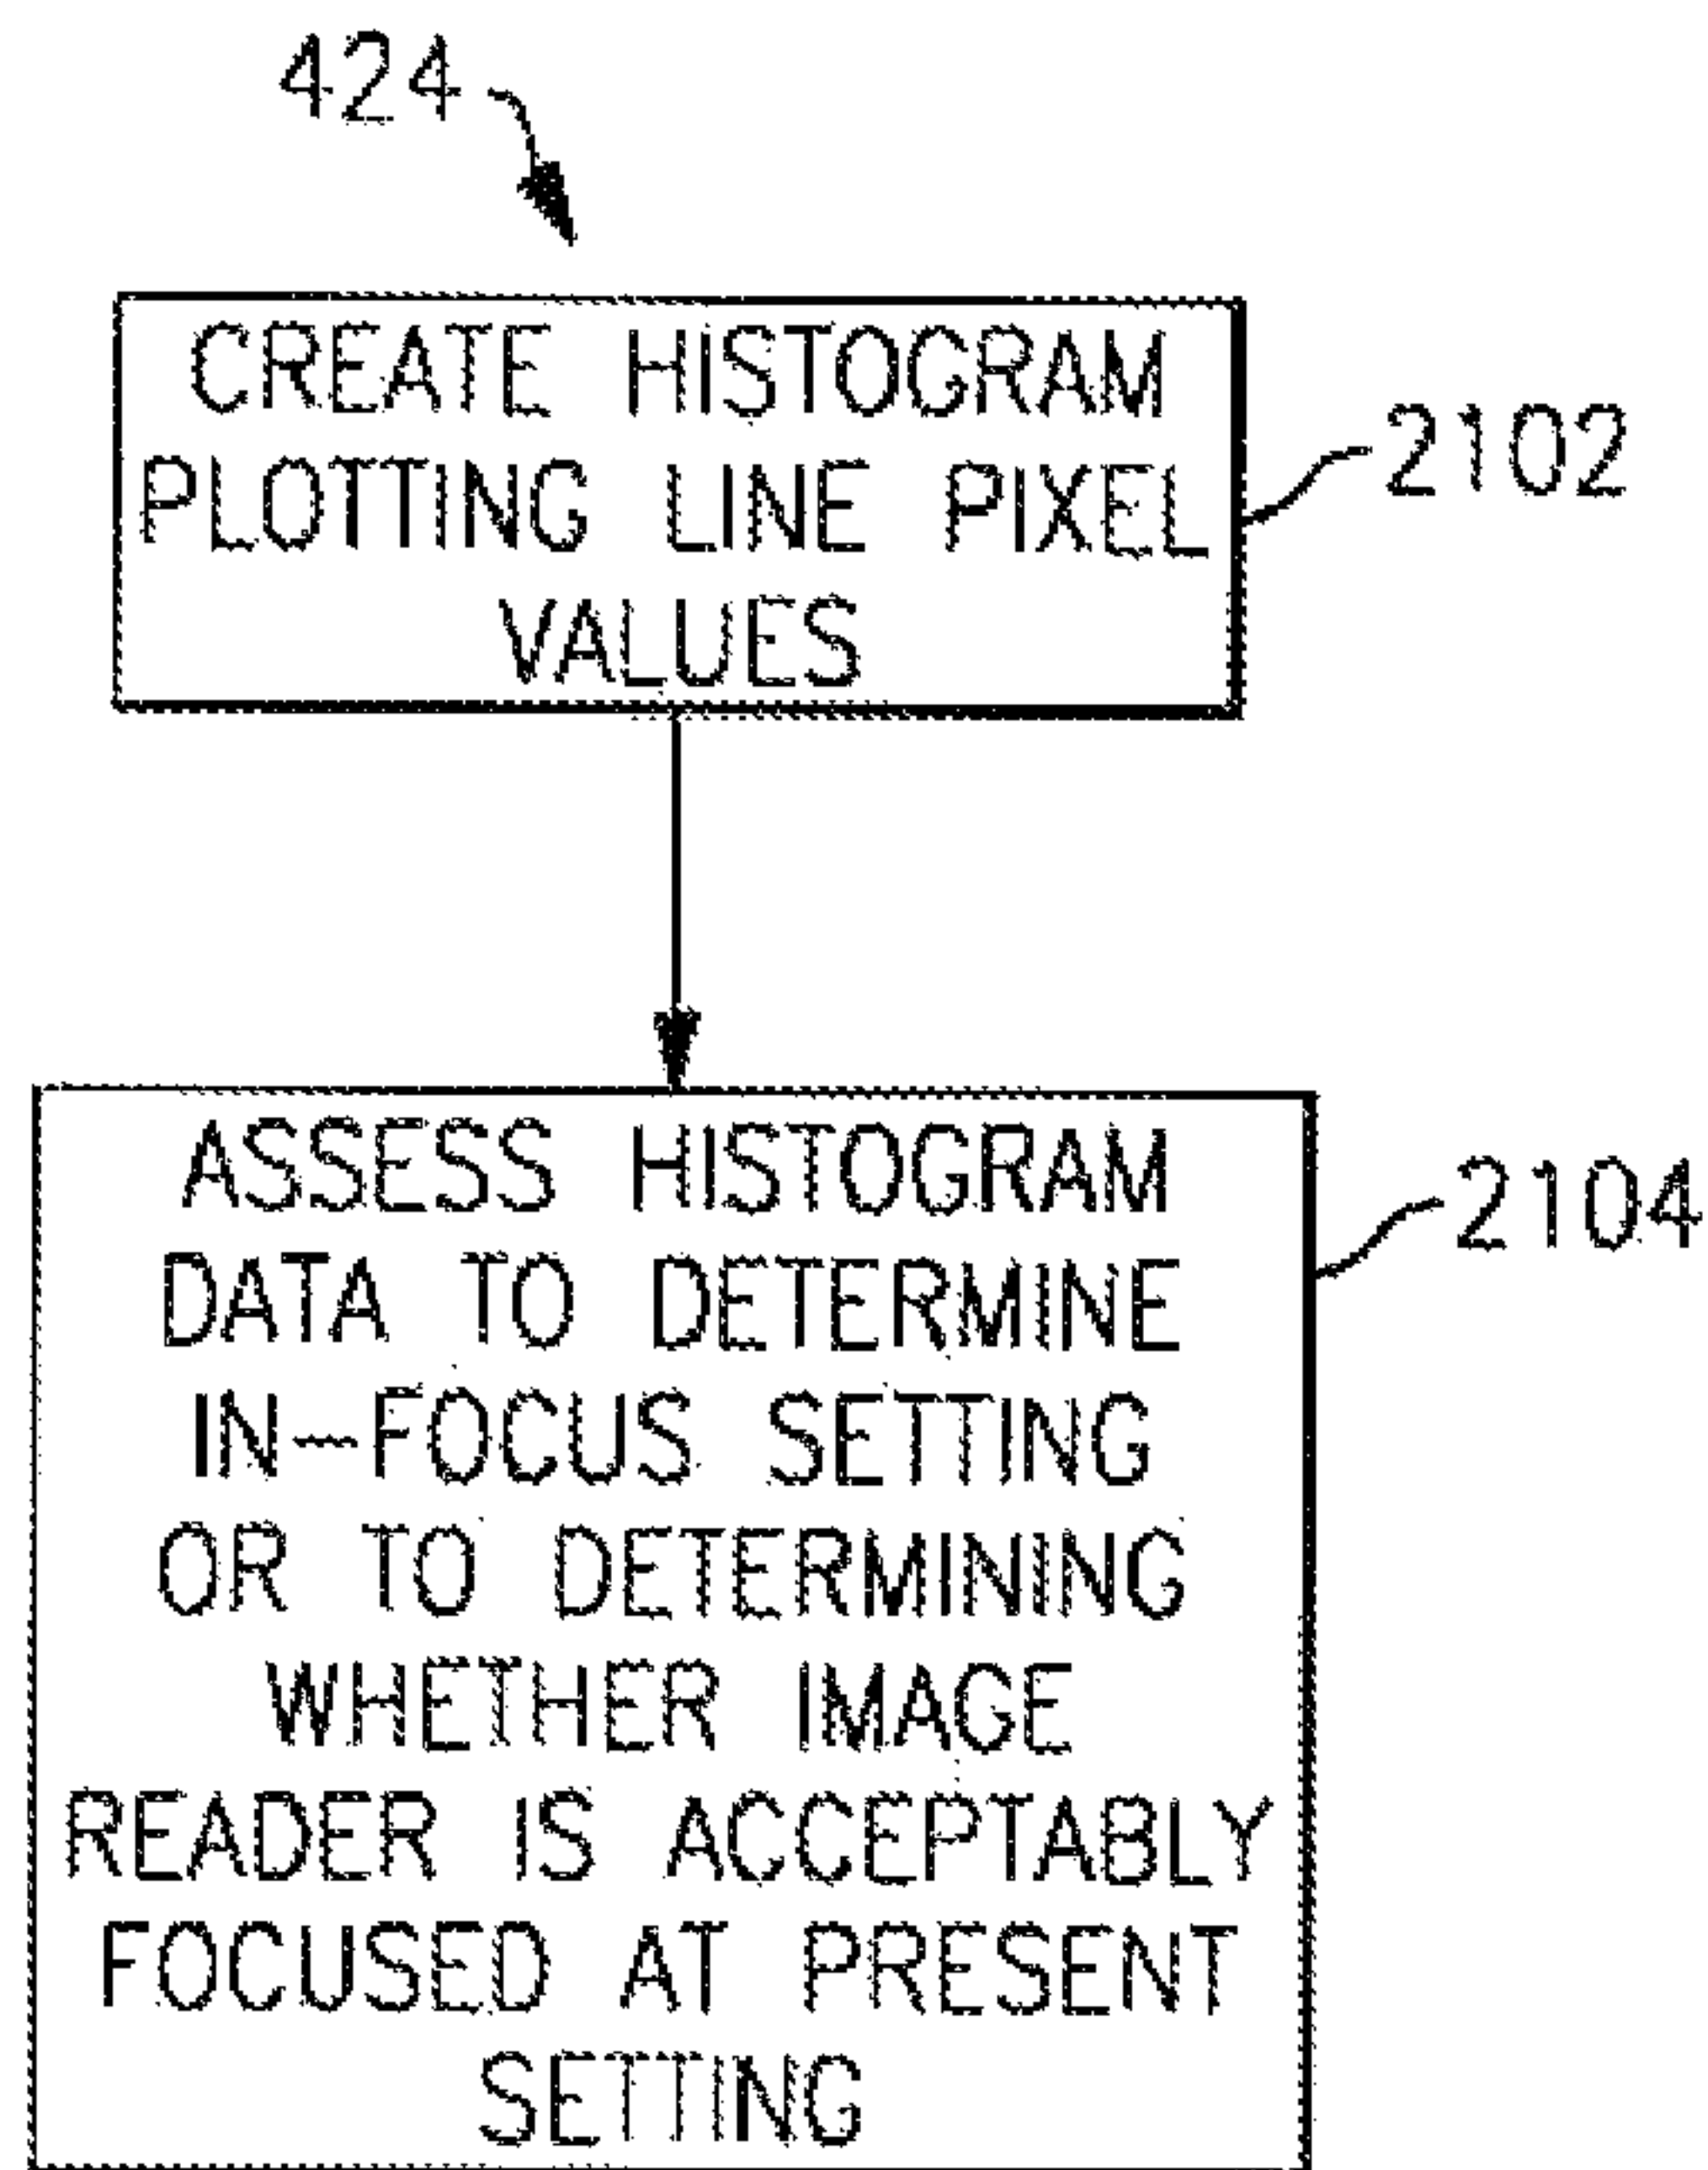 424
CREATE HISTOGRAM
PLOTTING LINE PIXEL
VALUES
2102
ASSESS HISTOGRAM
DATA TO DETERMINE
IN-FOCUS SETTING
OR TO DETERMINING
WHETHER IMAGE
READER IS ACCEPTABLY
FOCUSED AT PRESENT
SETTING
2104